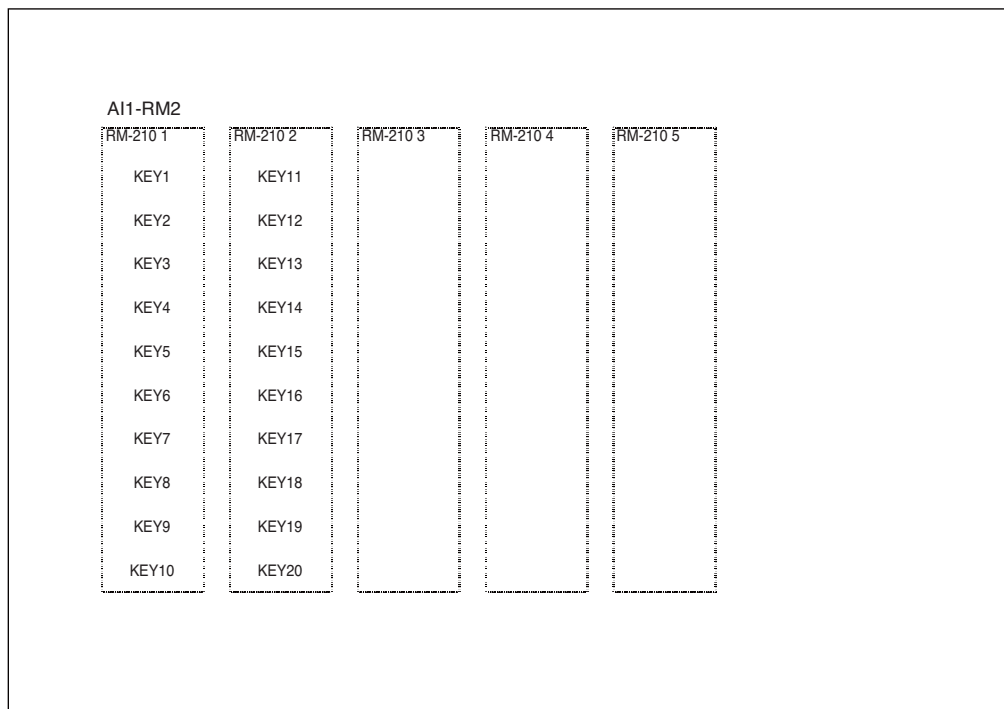 AI1-RM2
RM-210 1 RM-210 2 RM-210 3 RM-210 4 RM-210 5
KEY1 KEY11
KEY2 KEY12
KEY3 KEY13
KEY4 KEY14
KEY5 KEY15
KEY6 KEY16
KEY7 KEY17
KEY8 KEY18
KEY9 KEY19
KEY10 KEY20